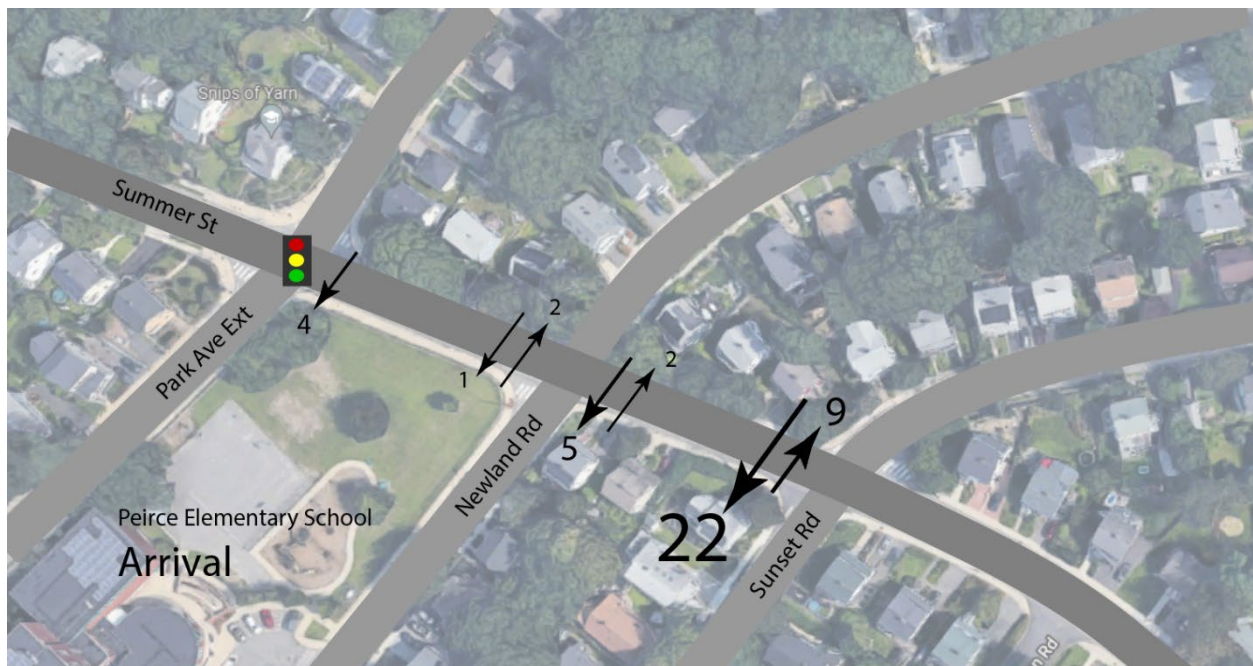 Snips of Yarn
Summer St
Park Ave Ext
4
1
2
Newland Rd
5
2
22
9
Sunset Rd
Peirce Elementary School
Arrival
n Rd